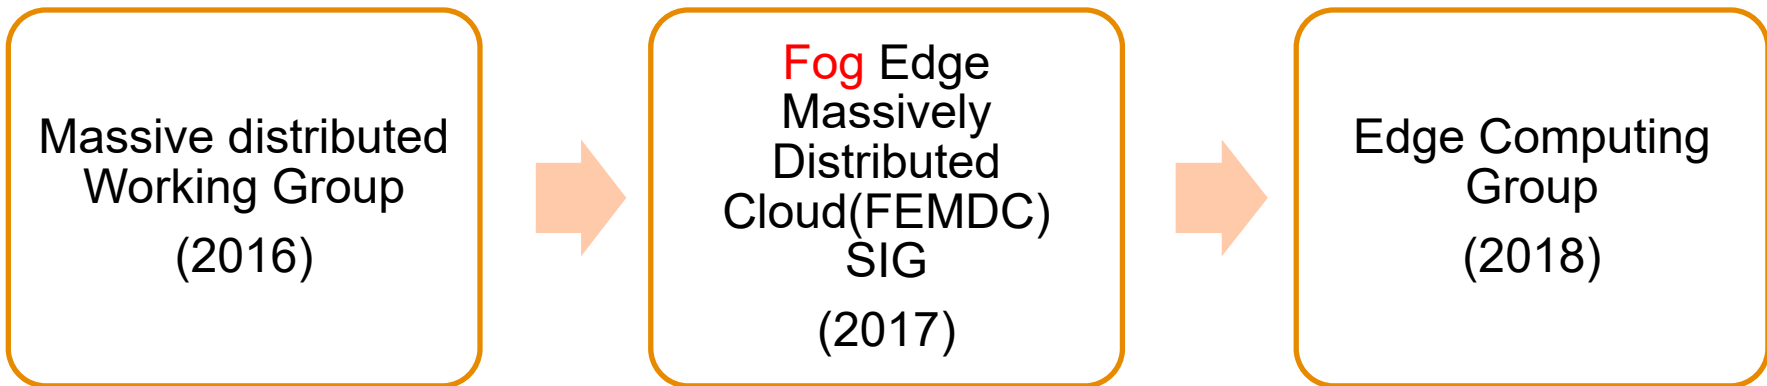 Massive distributed
Working Group
(2016)
Fog Edge
Massively
Distributed
Cloud(FEMDC)
SIG
(2017)
Edge Computing
Group
(2018)